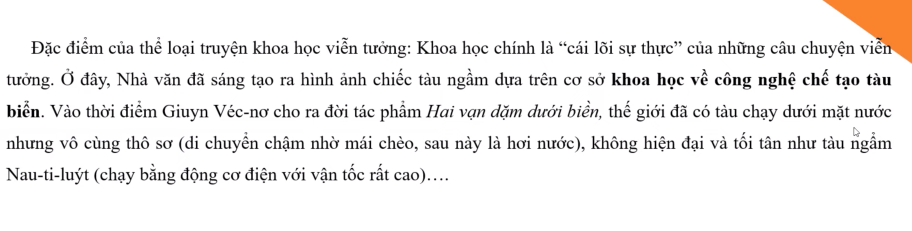 Đặc điểm của thể loại truyện khoa học viễn tưởng: Khoa học chính là “cái lõi sự thực” của những câu chuyện viễn
tưởng. Ở đây, Nhà văn đã sáng tạo ra hình ảnh chiếc tàu ngầm dựa trên cơ sở khoa học về công nghệ chế tạo tàu
biển. Vào thời điểm Giuyn Véc-nơ cho ra đời tác phẩm Hai vạn dặm dưới biển, thế giới đã có tàu chạy dưới mặt nước
nhưng vô cùng thô sơ (di chuyển chậm nhờ mái chèo, sau này là hơi nước), không hiện đại và tối tân như tàu ngầm
Nau-ti-luýt (chạy bằng động cơ điện với vận tốc rất cao)….